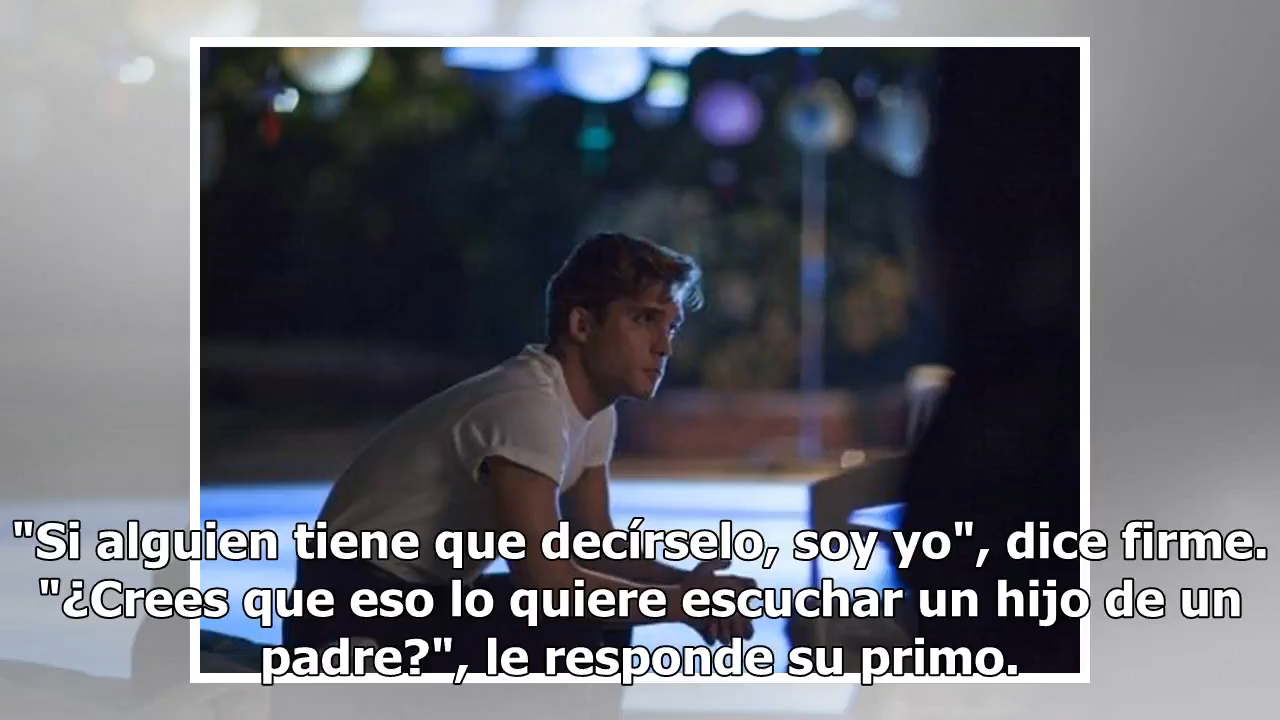 "Si alguien tiene que decírselo, soy yo", dice firme.
"¿Crees que eso lo quiere escuchar un hijo de un
padre?", le responde su primo.